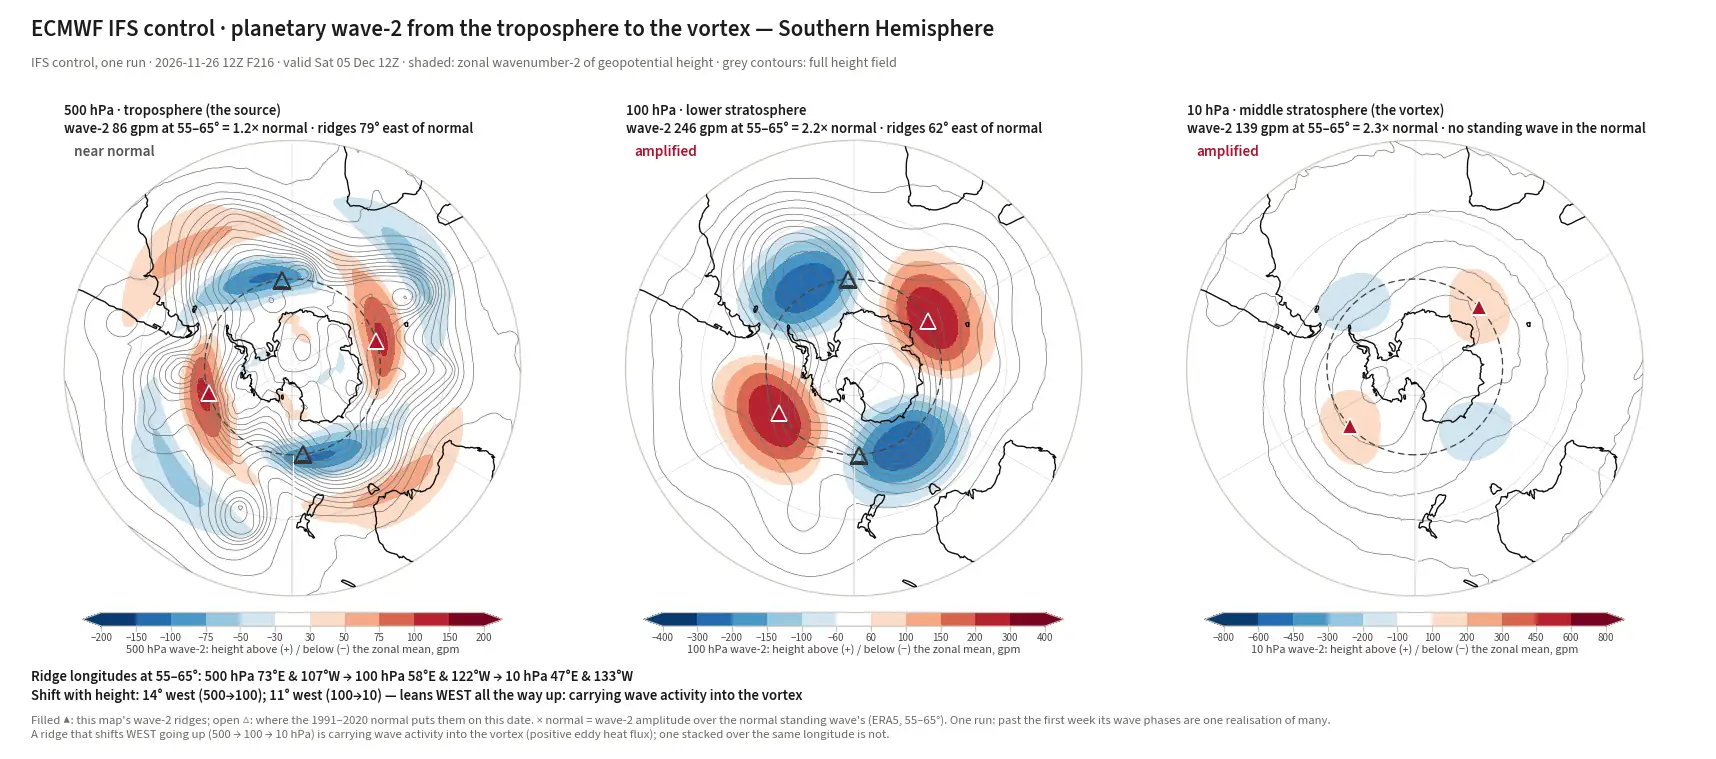 ECMWF IFS control · planetary wave-2 from the troposphere to the vortex — Southern Hemisphere
IFS control, one run · 2026-11-26 12Z F216 · valid Sat 05 Dec 12Z · shaded: zonal wavenumber-2 of geopotential height · grey contours: full height field
500 hPa · troposphere (the source)
wave-2 86 gpm at 55–65° = 1.2× normal · ridges 79° east of normal
near normal
100 hPa · lower stratosphere
wave-2 246 gpm at 55–65° = 2.2× normal · ridges 62° east of normal
amplified
10 hPa · middle stratosphere (the vortex)
wave-2 139 gpm at 55–65° = 2.3× normal · no standing wave in the normal
amplified
−200 −150 −100 −75 −50 −30 30 50 75 100 150 200
500 hPa wave-2: height above (+) / below (−) the zonal mean, gpm
−400 −300 −200 −150 −100 −60 60 100 150 200 300 400
100 hPa wave-2: height above (+) / below (−) the zonal mean, gpm
−800 −600 −450 −300 −200 −100 100 200 300 450 600 800
10 hPa wave-2: height above (+) / below (−) the zonal mean, gpm
Ridge longitudes at 55–65°: 500 hPa 73°E & 107°W → 100 hPa 58°E & 122°W → 10 hPa 47°E & 133°W
Shift with height: 14° west (500→100); 11° west (100→10) — leans WEST all the way up: carrying wave activity into the vortex
Filled ▲: this map's wave-2 ridges; open △: where the 1991–2020 normal puts them on this date. × normal = wave-2 amplitude over the normal standing wave's (ERA5, 55–65°). One run: past the first week its wave phases are one realisation of many.
A ridge that shifts WEST going up (500 → 100 → 10 hPa) is carrying wave activity into the vortex (positive eddy heat flux); one stacked over the same longitude is not.